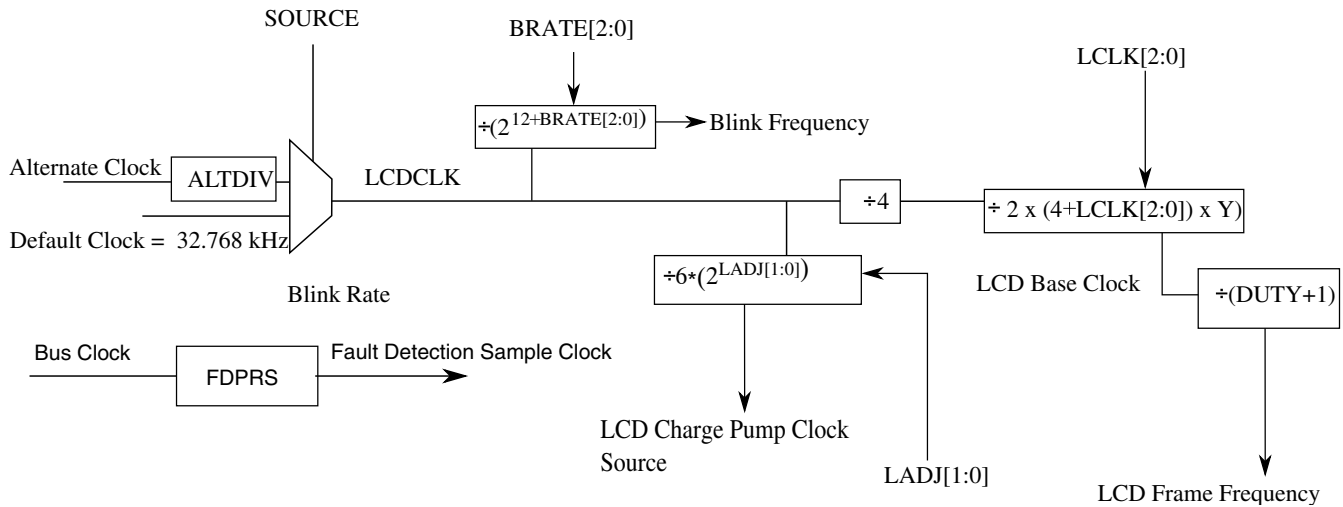 SOURCE
BRATE[2:0]
LCLK[2:0]
÷(2^12+BRATE[2:0])
Blink Frequency
Alternate Clock
ALTDIV
LCDCLK
÷4
÷ 2 x (4+LCLK[2:0]) x Y)
Default Clock = 32.768 kHz
÷6*(2^LADJ[1:0])
LCD Base Clock
÷(DUTY+1)
Blink Rate
Bus Clock
FDPRS
Fault Detection Sample Clock
LCD Charge Pump Clock
Source
LADJ[1:0]
LCD Frame Frequency